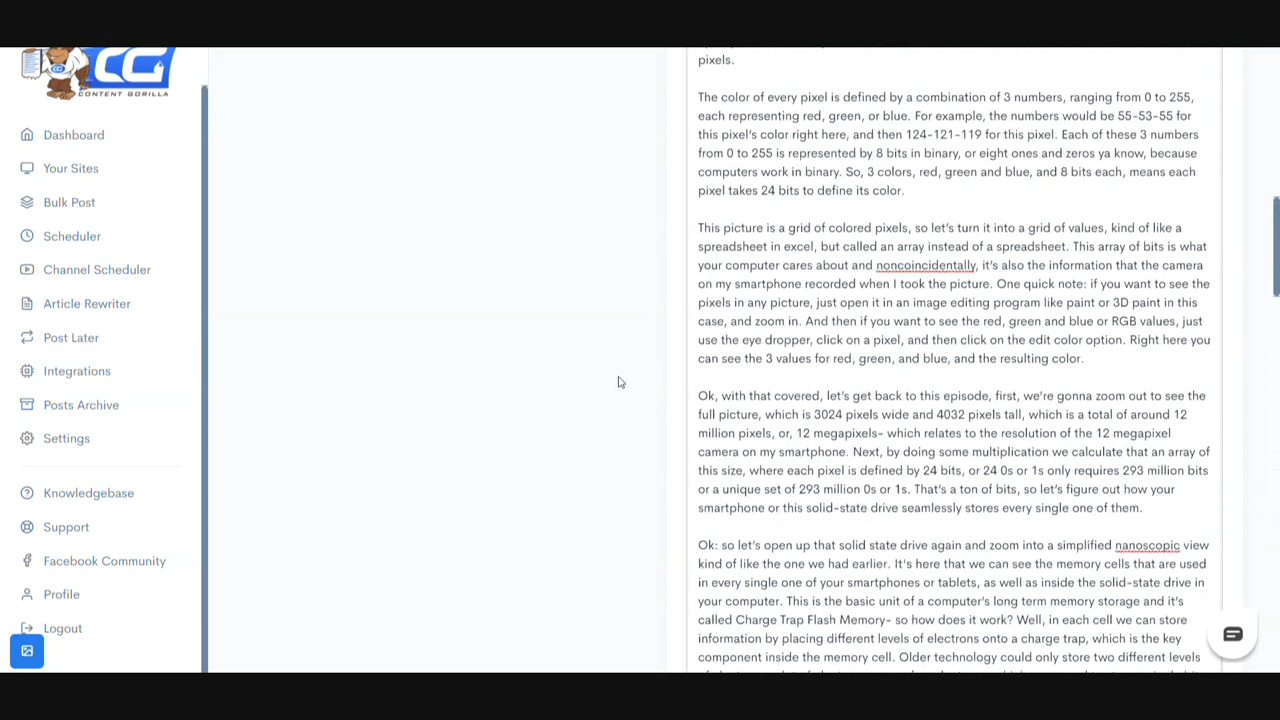 CG
CONTENT GORILLA
Dashboard
Your Sites
Bulk Post
Scheduler
Channel Scheduler
Article Rewriter
Post Later
Integrations
Posts Archive
Settings
Knowledgebase
Support
Facebook Community
Profile
Logout
pixels.
The color of every pixel is defined by a combination of 3 numbers, ranging from 0 to 255,
each representing red, green, or blue. For example, the numbers would be 55-53-55 for
this pixel's color right here, and then 124-121-119 for this pixel. Each of these 3 numbers
from 0 to 255 is represented by 8 bits in binary, or eight ones and zeros ya know, because
computers work in binary. So, 3 colors, red, green and blue, and 8 bits each, means each
pixel takes 24 bits to define its color.
This picture is a grid of colored pixels, so let's turn it into a grid of values, kind of like a
spreadsheet in excel, but called an array instead of a spreadsheet. This array of bits is what
your computer cares about and noncoincidentally, it's also the information that the camera
on my smartphone recorded when I took the picture. One quick note: if you want to see the
pixels in any picture, just open it in an image editing program like paint or 3D paint in this
case, and zoom in. And then if you want to see the red, green and blue or RGB values, just
use the eye dropper, click on a pixel, and then click on the edit color option. Right here you
can see the 3 values for red, green, and blue, and the resulting color.
Ok, with that covered, let's get back to this episode, first, we're gonna zoom out to see the
full picture, which is 3024 pixels wide and 4032 pixels tall, which is a total of around 12
million pixels, or, 12 megapixels- which relates to the resolution of the 12 megapixel
camera on my smartphone. Next, by doing some multiplication we calculate that an array of
this size, where each pixel is defined by 24 bits, or 24 0s or 1s only requires 293 million bits
or a unique set of 293 million 0s or 1s. That's a ton of bits, so let's figure out how your
smartphone or this solid-state drive seamlessly stores every single one of them.
Ok: so let's open up that solid state drive again and zoom into a simplified nanoscopic view
kind of like the one we had earlier. It's here that we can see the memory cells that are used
in every single one of your smartphones or tablets, as well as inside the solid-state drive in
your computer. This is the basic unit of a computer's long term memory storage and it's
called Charge Trap Flash Memory- so how does it work? Well, in each cell we can store
information by placing different levels of electrons onto a charge trap, which is the key
component inside the memory cell. Older technology could only store two different levels